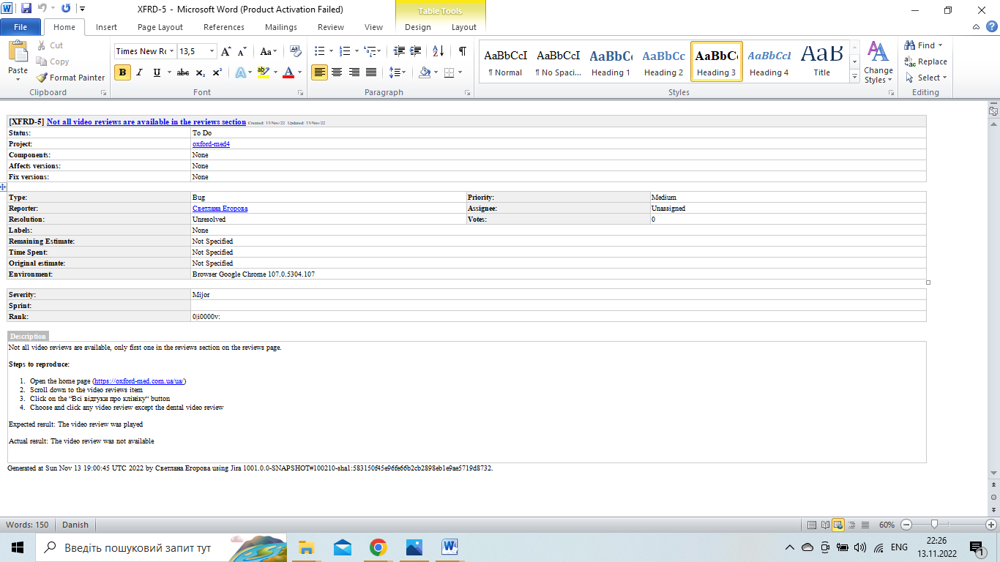 XFRD-5 - Microsoft Word (Product Activation Failed)
Table Tools
File Home Insert Page Layout References Mailings Review View Design Layout
Paste
Cut
Copy
Format Painter
Clipboard
Times New Ro 13,5
Font
Paragraph
AaBbCcI AaBbCcI AaBbCc AaBbCc AaBbC AaBbCcI AaB
¶ Normal ¶ No Spaci... Heading 1 Heading 2 Heading 3 Heading 4 Title
Change Styles
Styles
Find
Replace
Select
Editing
[XFRD-5] Not all video reviews are available in the reviews section Created: 13/Nov/22 Updated: 13/Nov/22
Status: To Do
Project: oxford-med4
Components: None
Affects versions: None
Fix versions: None
Type: Bug Priority: Medium
Reporter: Светлана Егорова Assignee: Unassigned
Resolution: Unresolved Votes: 0
Labels: None
Remaining Estimate: Not Specified
Time Spent: Not Specified
Original estimate: Not Specified
Environment: Browser Google Chrome 107.0.5304.107
Severity: Mijor
Sprint:
Rank: 0|i0000v:
Description
Not all video reviews are available, only first one in the reviews section on the reviews page.
Steps to reproduce:
1. Open the home page (https://oxford-med.com.ua/ua/)
2. Scroll down to the video reviews item
3. Click on the “Всі відгуки про клініку“ button
4. Choose and click any video review except the dental video review
Expected result: The video review was played
Actual result: The video review was not available
Generated at Sun Nov 13 19:00:45 UTC 2022 by Светлана Егорова using Jira 1001.0.0-SNAPSHOT#100210-sha1:583150f45e96fe66b2cb2898eb1e9ae5719d8732.
Words: 150 Danish 60%
Введіть пошуковий запит тут
ENG
22:26
13.11.2022
1